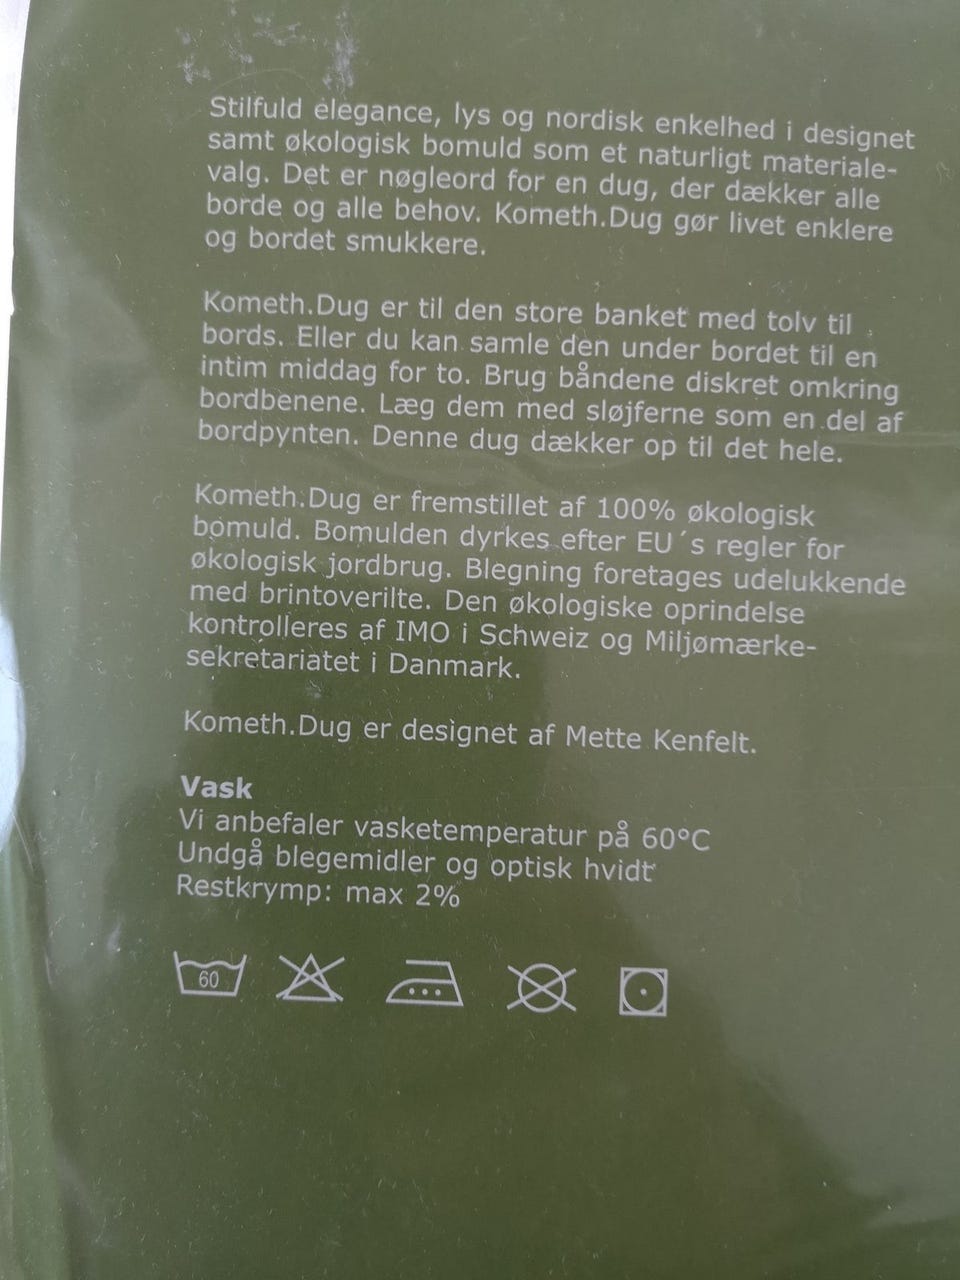 Stilfuld elegance, lys og nordisk enkelhed i designet
samt økologisk bomuld som et naturligt materiale-
valg. Det er nøgleord for en dug, der dækker alle
borde og alle behov. Kometh.Dug gør livet enklere
og bordet smukkere.
Kometh.Dug er til den store banket med tolv til
bords. Eller du kan samle den under bordet til en
intim middag for to. Brug båndene diskret omkring
bordbenene. Læg dem med sløjferne som en del af
bordpynten. Denne dug dækker op til det hele.
Kometh.Dug er fremstillet af 100% økologisk
bomuld. Bomulden dyrkes efter EU´s regler for
økologisk jordbrug. Blegning foretages udelukkende
med brintoverilte. Den økologiske oprindelse
kontrolleres af IMO i Schweiz og Miljømærke-
sekretariatet i Danmark.
Kometh.Dug er designet af Mette Kenfelt.
Vask
Vi anbefaler vasketemperatur på 60°C
Undgå blegemidler og optisk hvidt
Restkrymp: max 2%
60